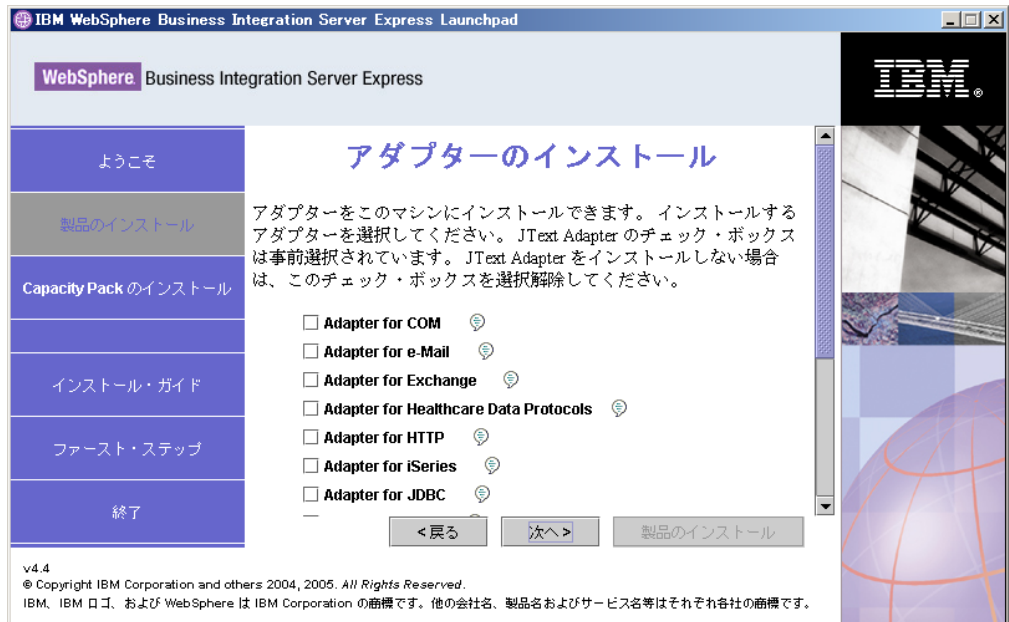 IBM WebSphere Business Integration Server Express Launchpad
WebSphere. Business Integration Server Express
IBM®
ようこそ
製品のインストール
Capacity Pack のインストール
インストール・ガイド
ファースト・ステップ
終了
アダプターのインストール
アダプターをこのマシンにインストールできます。 インストールする
アダプターを選択してください。 JText Adapter のチェック・ボックス
は事前選択されています。 JText Adapter をインストールしない場合
は、このチェック・ボックスを選択解除してください。
Adapter for COM
Adapter for e-Mail
Adapter for Exchange
Adapter for Healthcare Data Protocols
Adapter for HTTP
Adapter for iSeries
Adapter for JDBC
<戻る
次へ>
製品のインストール
v4.4
© Copyright IBM Corporation and others 2004, 2005. All Rights Reserved.
IBM、IBM ロゴ、および WebSphere は IBM Corporation の商標です。他の会社名、製品名およびサービス名等はそれぞれ各社の商標です。